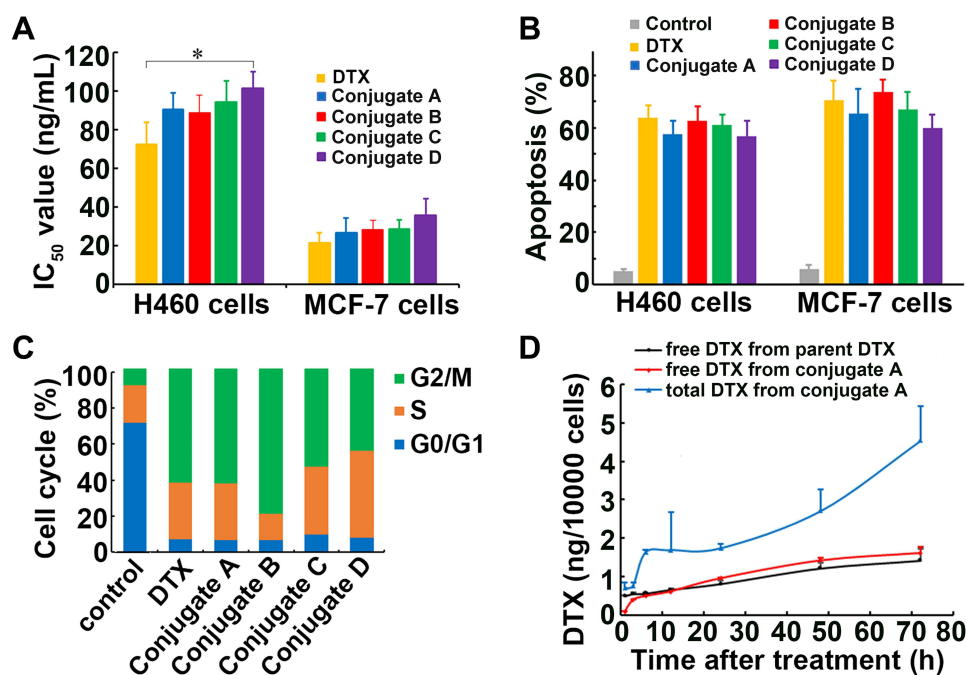 A
IC50 value (ng/mL)
120
100
80
60
40
20
0
*
DTX
Conjugate A
Conjugate B
Conjugate C
Conjugate D
H460 cells
MCF-7 cells
B
Control
DTX
Conjugate A
Conjugate B
Conjugate C
Conjugate D
Apoptosis (%)
80
60
40
20
0
H460 cells
MCF-7 cells
C
Cell cycle (%)
100
80
60
40
20
0
G2/M
S
G0/G1
control
DTX
Conjugate A
Conjugate B
Conjugate C
Conjugate D
D
free DTX from parent DTX
free DTX from conjugate A
total DTX from conjugate A
DTX (ng/10000 cells)
6
5
4
3
2
1
0
0 10 20 30 40 50 60 70 80
Time after treatment (h)